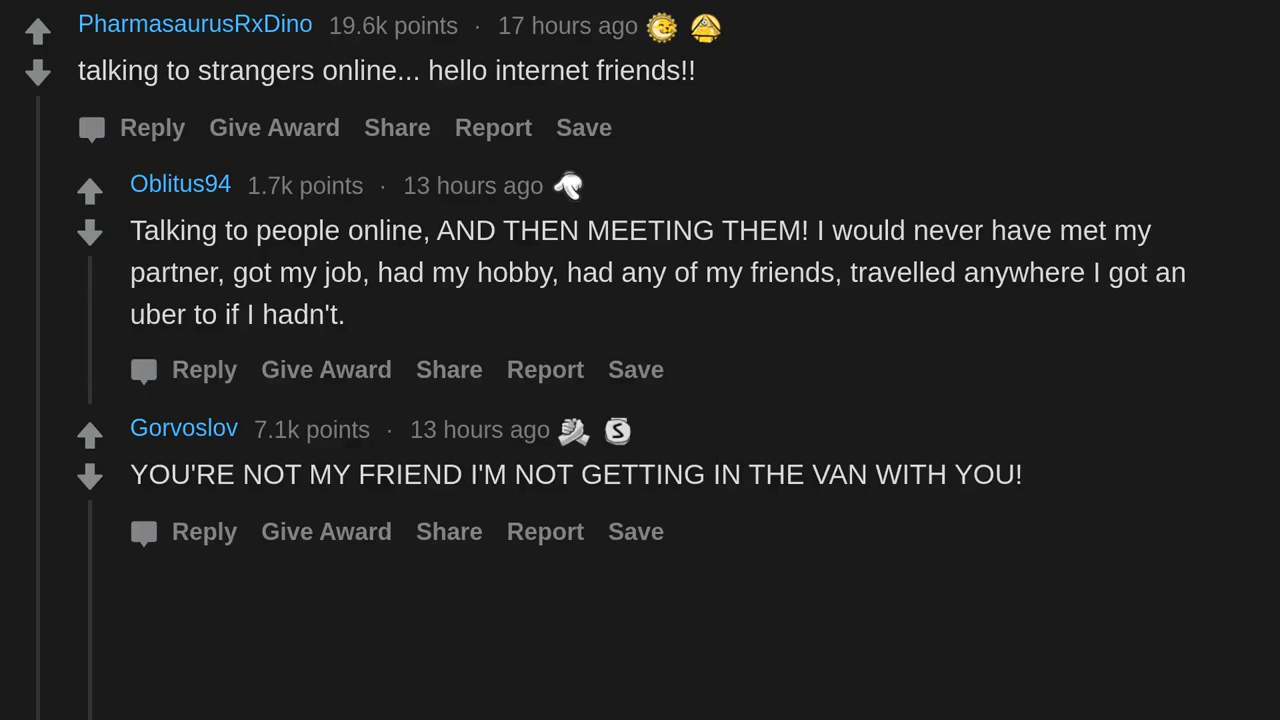 PharmasaurusRxDino 19.6k points · 17 hours ago
talking to strangers online... hello internet friends!!
Reply Give Award Share Report Save
Oblitus94 1.7k points · 13 hours ago
Talking to people online, AND THEN MEETING THEM! I would never have met my
partner, got my job, had my hobby, had any of my friends, travelled anywhere I got an
uber to if I hadn't.
Reply Give Award Share Report Save
Gorvoslov 7.1k points · 13 hours ago S
YOU'RE NOT MY FRIEND I'M NOT GETTING IN THE VAN WITH YOU!
Reply Give Award Share Report Save